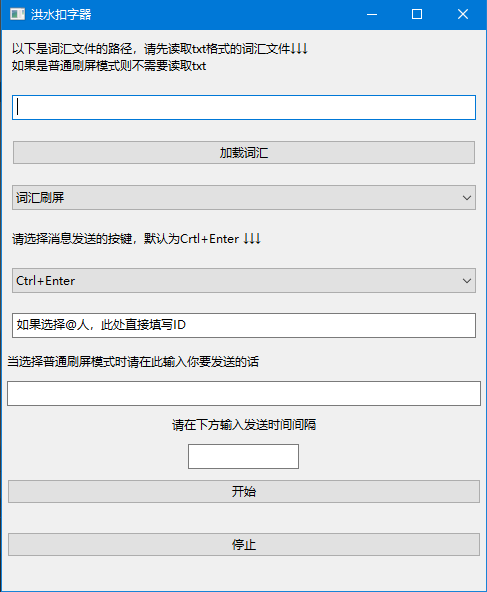 洪水扣字器
以下是词汇文件的路径，请先读取txt格式的词汇文件↓↓↓
如果是普通刷屏模式则不需要读取txt
加载词汇
词汇刷屏
请选择消息发送的按键，默认为Crtl+Enter ↓↓↓
Ctrl+Enter
如果选择@人，此处直接填写ID
当选择普通刷屏模式时请在此输入你要发送的话
请在下方输入发送时间间隔
开始
停止